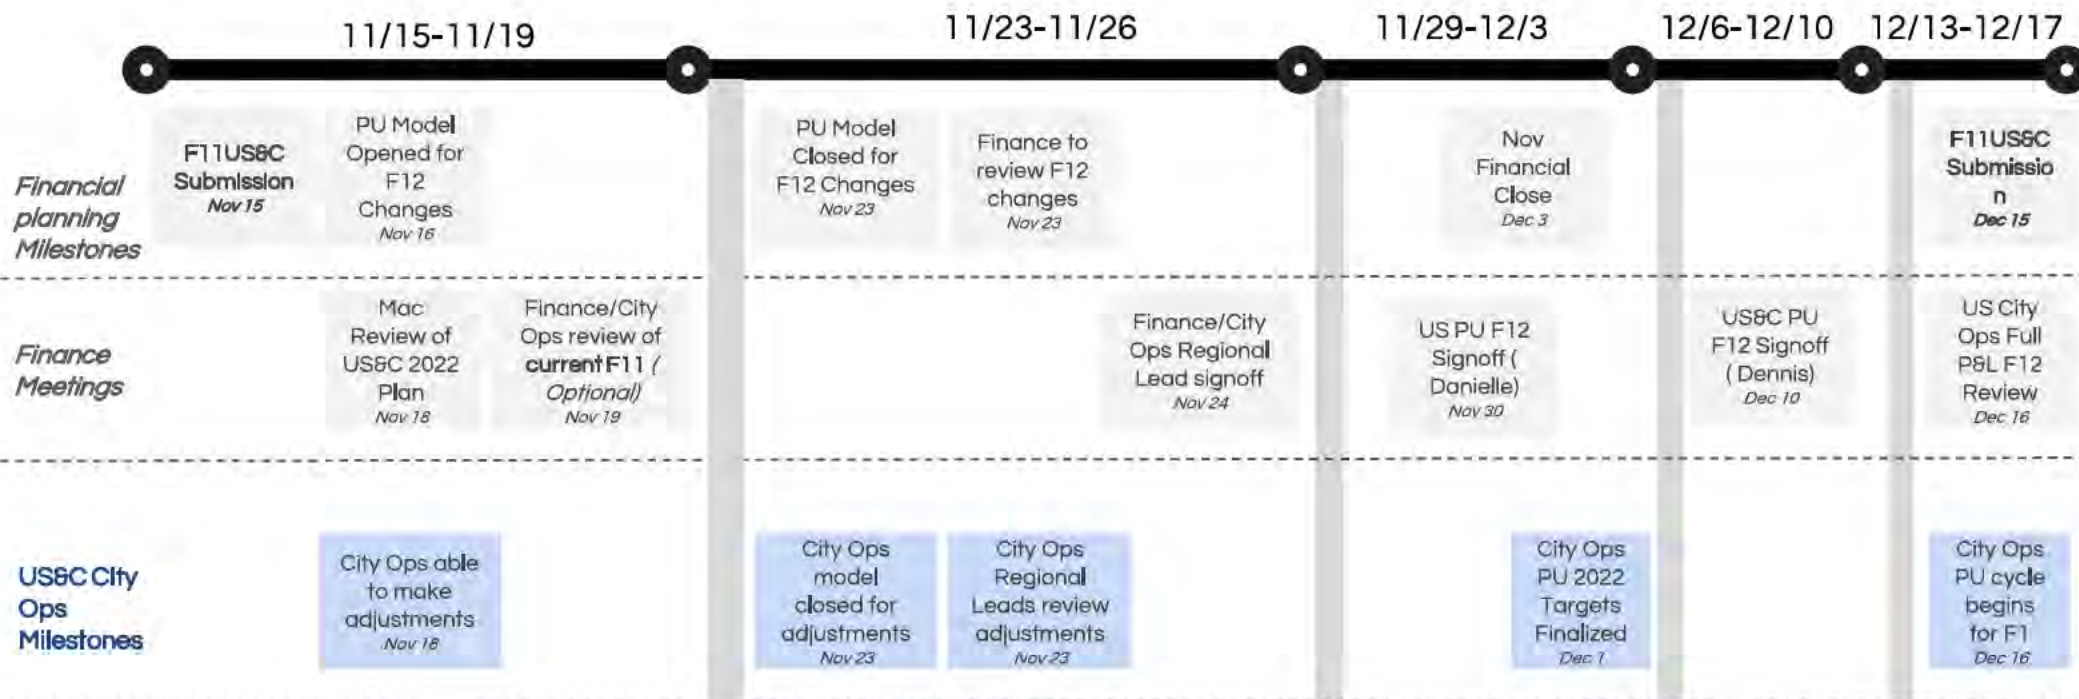 11/15-11/19
11/23-11/26
11/29-12/3
12/6-12/10
12/13-12/17
Financial
planning
Milestones
F11US&C
Submission
Nov 15
PU Model
Opened for
F12
Changes
Nov 16
PU Model
Closed for
F12 Changes
Nov 23
Finance to
review F12
changes
Nov 23
Nov
Financial
Close
Dec 3
F11US&C
Submissio
n
Dec 15
Finance
Meetings
Mac
Review of
US&C 2022
Plan
Nov 18
Finance/City
Ops review of
current F11 (
Optional)
Nov 19
Finance/City
Ops Regional
Lead signoff
Nov 24
US PU F12
Signoff (
Danielle)
Nov 30
US&C PU
F12 Signoff
( Dennis)
Dec 10
US City
Ops Full
P&L F12
Review
Dec 16
US&C City
Ops
Milestones
City Ops able
to make
adjustments
Nov 18
City Ops
model
closed for
adjustments
Nov 23
City Ops
Regional
Leads review
adjustments
Nov 23
City Ops
PU 2022
Targets
Finalized
Dec 1
City Ops
PU cycle
begins
for F1
Dec 16